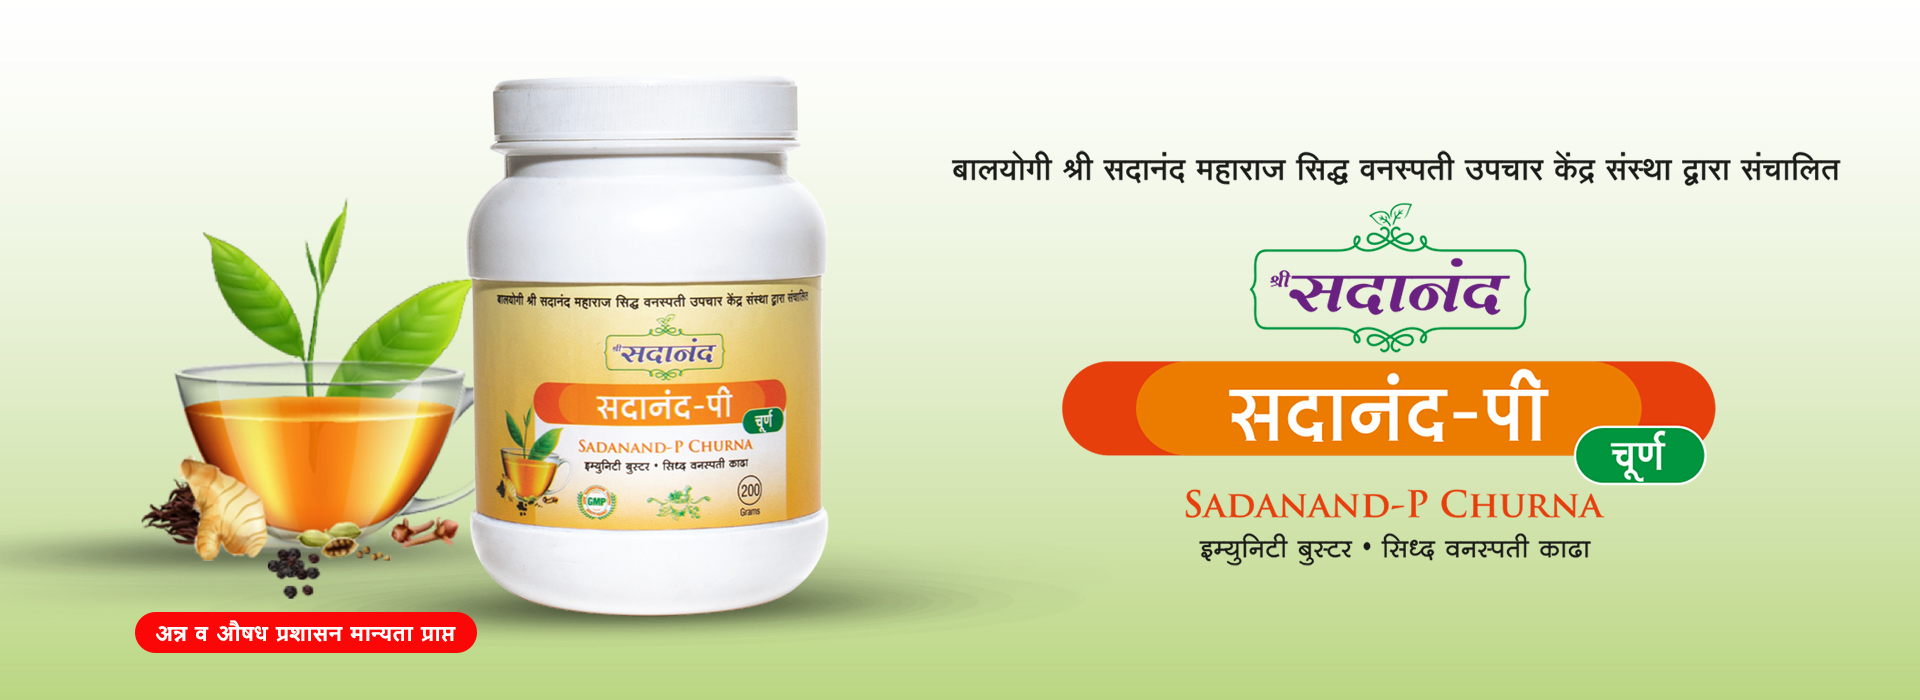 बालयोगी श्री सदानंद महाराज सिद्ध वनस्पती उपचार केंद्र संस्था द्वारा संचालित
श्री सदानंद
सदानंद-पी
चूर्ण
SADANAND-P CHURNA
इम्युनिटी बुस्टर • सिध्द वनस्पती काढा
बालयोगी श्री सदानंद महाराज सिद्ध वनस्पती उपचार केंद्र संस्था द्वारा संचालित
श्री सदानंद
सदानंद-पी
चूर्ण
SADANAND-P CHURNA
इम्युनिटी बुस्टर • सिध्द वनस्पती काढा
GMP
200
Grams
अन्न व औषध प्रशासन मान्यता प्राप्त